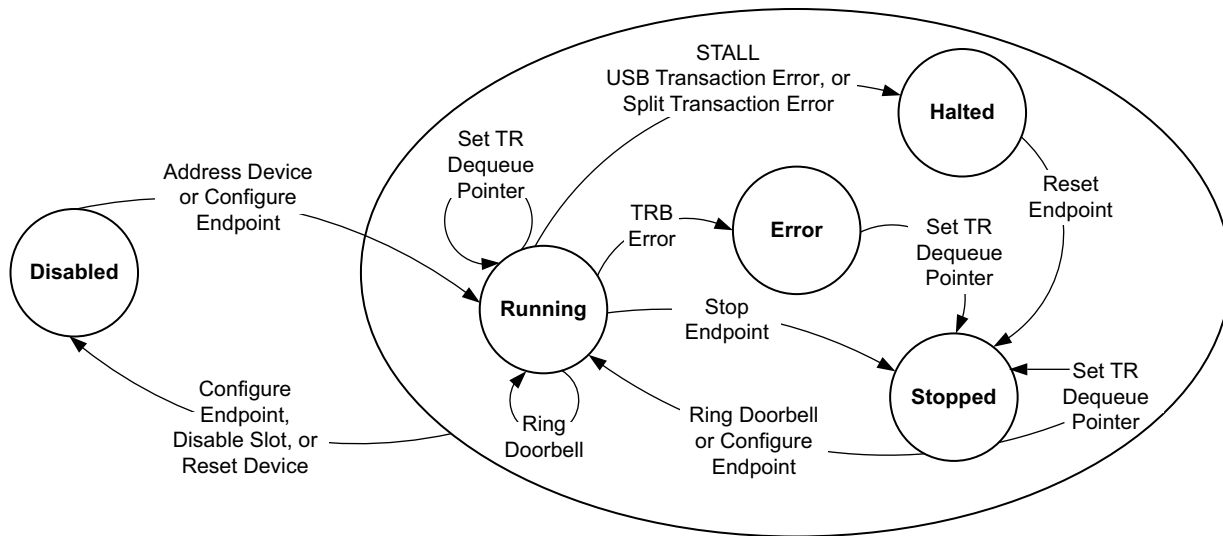 STALL
USB Transaction Error, or
Split Transaction Error
Halted
Set TR
Dequeue
Pointer
Address Device
or Configure
Endpoint
Reset
Endpoint
TRB
Error
Error
Set TR
Dequeue
Pointer
Disabled
Running
Stop
Endpoint
Stopped
Set TR
Dequeue
Pointer
Configure
Endpoint,
Disable Slot, or
Reset Device
Ring
Doorbell
Ring Doorbell
or Configure
Endpoint